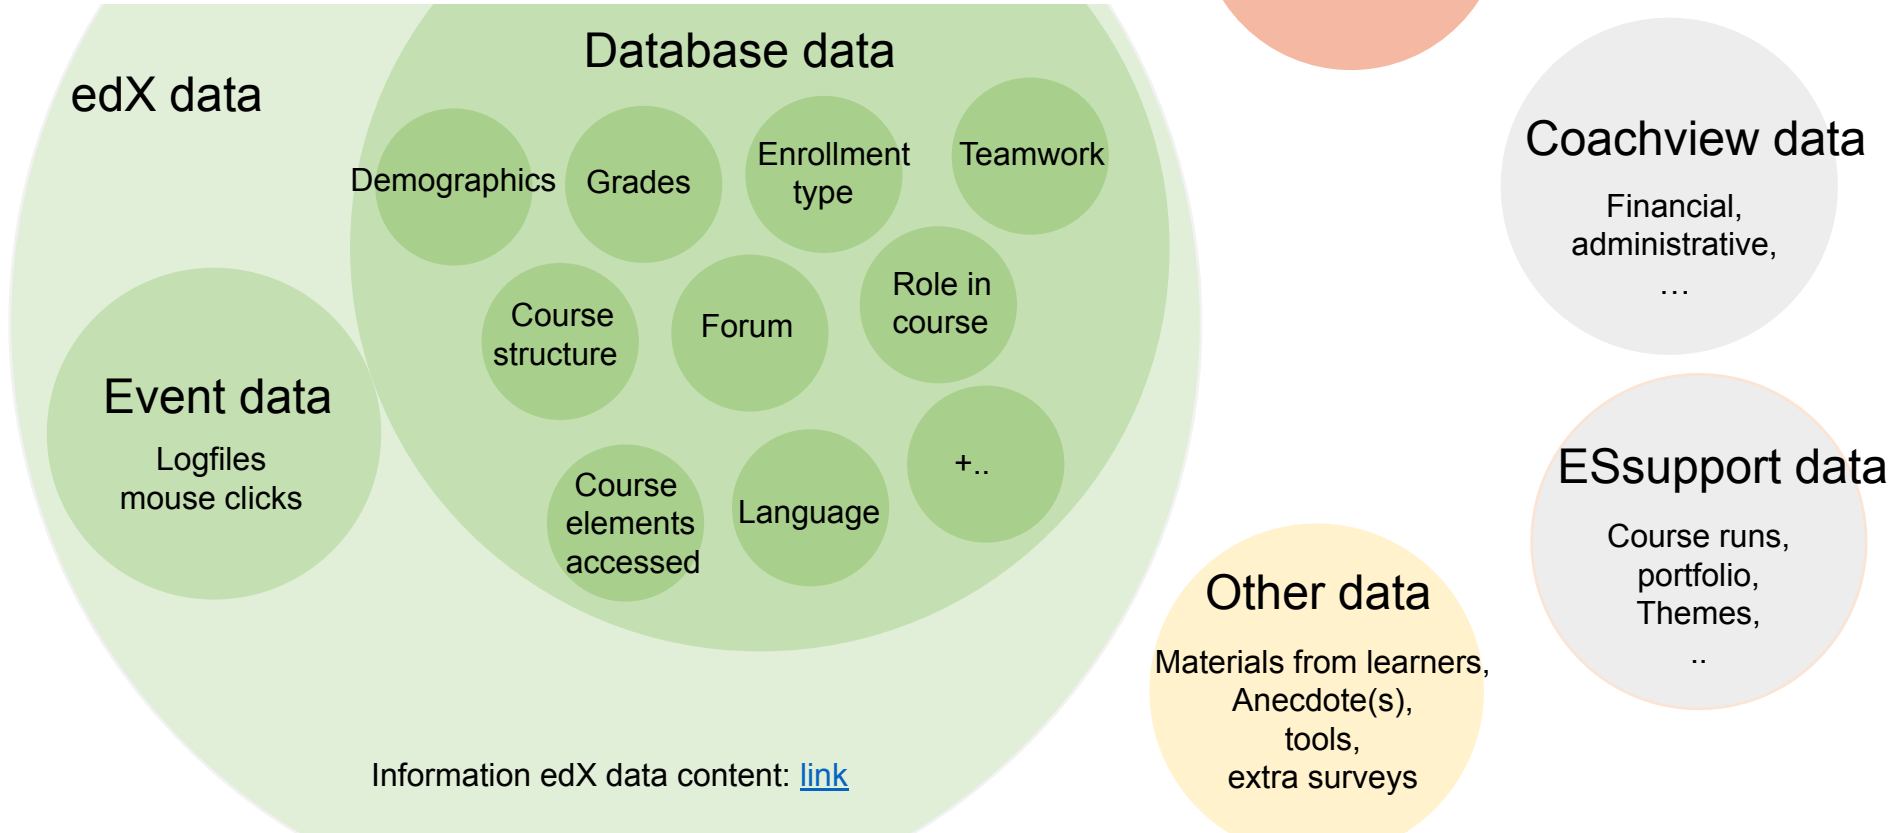 edX data
Database data
Demographics
Grades
Enrollment
type
Teamwork
Course
structure
Forum
Role in
course
Course
elements
accessed
Language
+..
Event data
Logfiles
mouse clicks
Information edX data content: link
Coachview data
Financial,
administrative,
…
ESsupport data
Course runs,
portfolio,
Themes,
..
Other data
Materials from learners,
Anecdote(s),
tools,
extra surveys